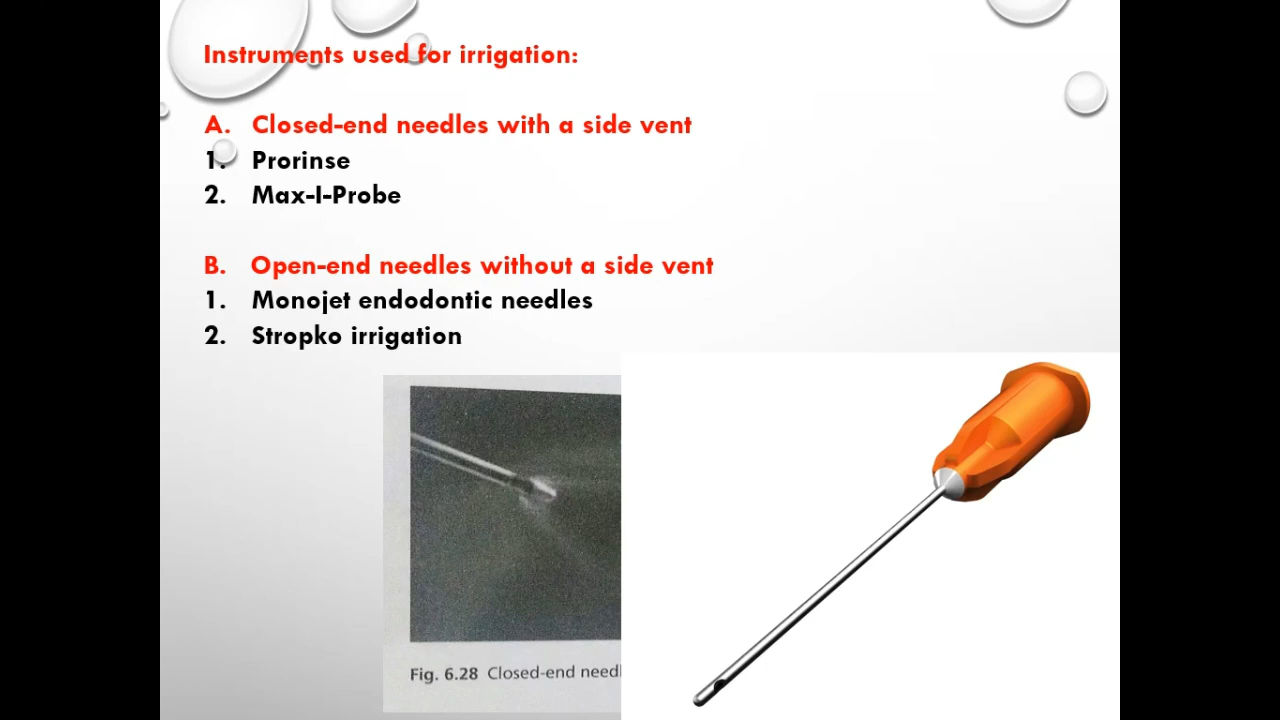 Instruments used for irrigation:
A. Closed-end needles with a side vent
1. Prorinse
2. Max-I-Probe
B. Open-end needles without a side vent
1. Monojet endodontic needles
2. Stropko irrigation
Fig. 6.28 Closed-end